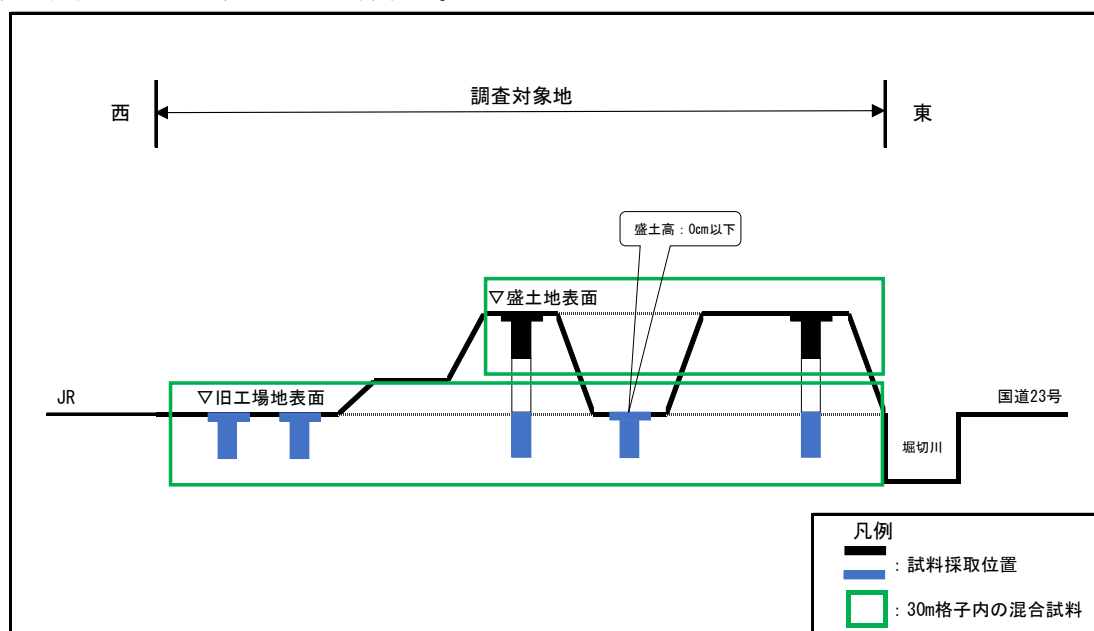 調査対象地
西
東
盛土高：0cm以下
▽盛土地表面
JR
▽旧工場地表面
国道23号
堀切川
凡例
：試料採取位置
：30m格子内の混合試料